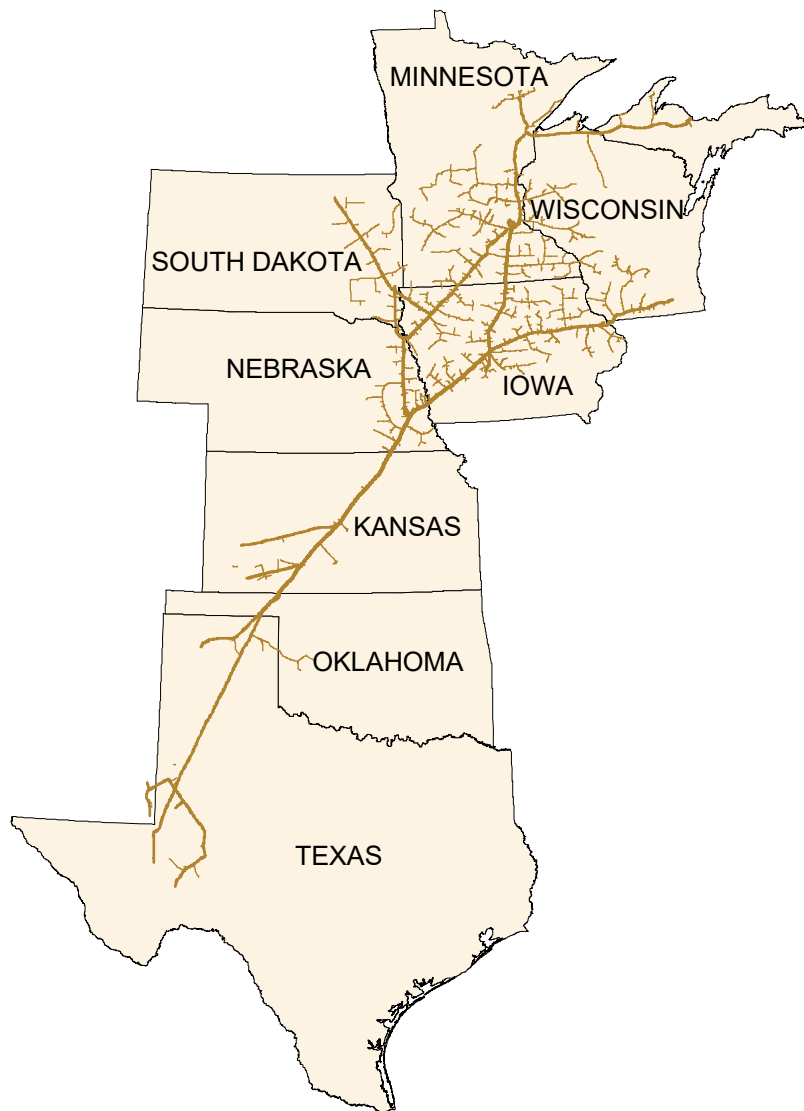 MINNESOTA
WISCONSIN
SOUTH DAKOTA
NEBRASKA
IOWA
KANSAS
OKLAHOMA
TEXAS